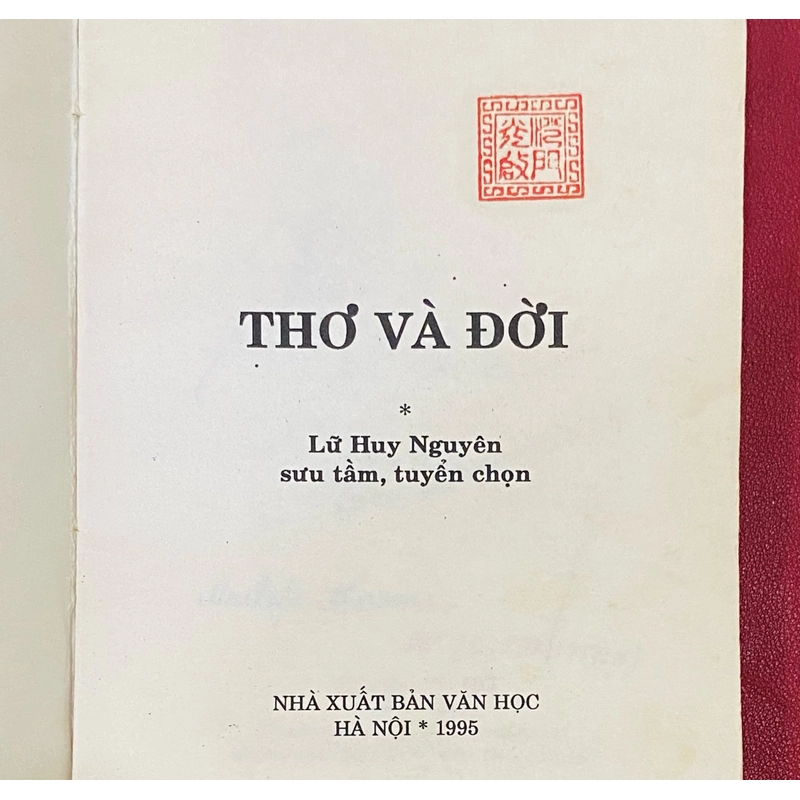 THƠ VÀ ĐỜI
*
Lữ Huy Nguyên
sưu tầm, tuyển chọn
NHÀ XUẤT BẢN VĂN HỌC
HÀ NỘI * 1995